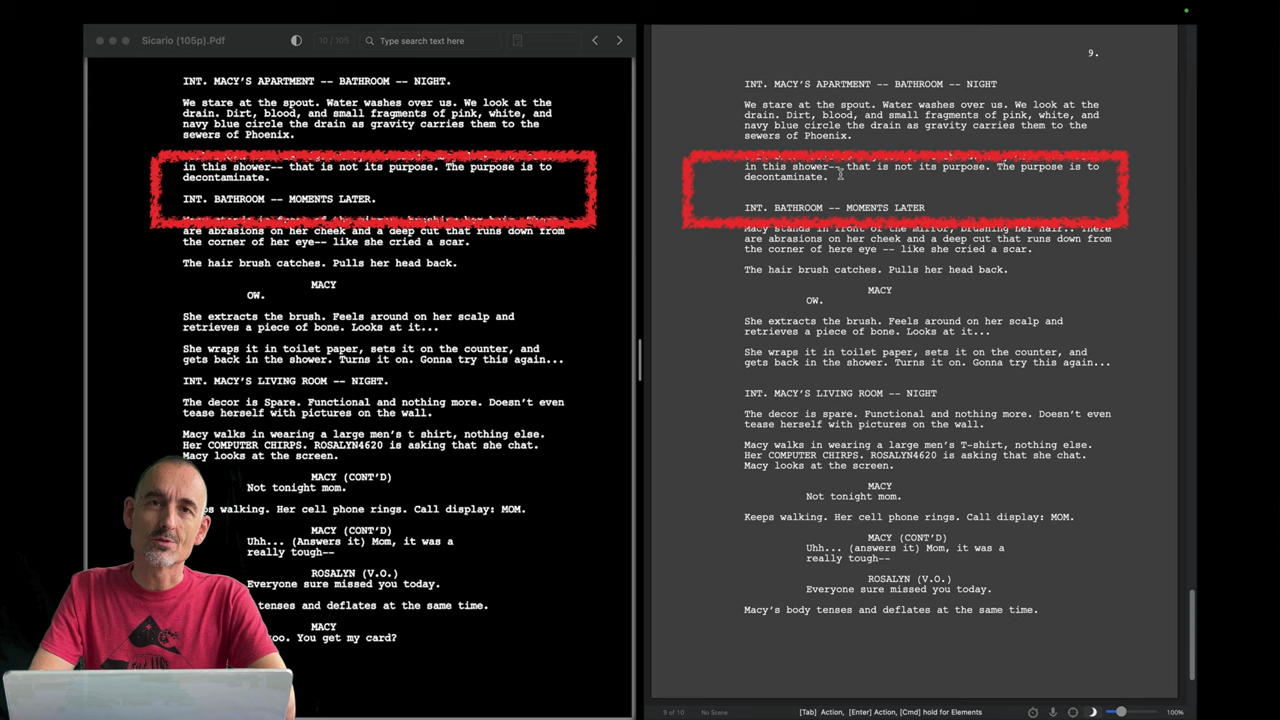 Sicario (105p).Pdf
10 / 105
Type search text here
INT. MACY'S APARTMENT -- BATHROOM -- NIGHT.
We stare at the spout. Water washes over us. We look at the
drain. Dirt, blood, and small fragments of pink, white, and
navy blue circle the drain as gravity carries them to the
sewers of Phoenix.
in this shower-- that is not its purpose. The purpose is to
decontaminate.
INT. BATHROOM -- MOMENTS LATER.
are abrasions on her cheek and a deep cut that runs down from
the corner of her eye-- like she cried a scar.
The hair brush catches. Pulls her head back.
MACY
OW.
She extracts the brush. Feels around on her scalp and
retrieves a piece of bone. Looks at it...
She wraps it in toilet paper, sets it on the counter, and
gets back in the shower. Turns it on. Gonna try this again...
INT. MACY'S LIVING ROOM -- NIGHT.
The decor is Spare. Functional and nothing more. Doesn't even
tease herself with pictures on the wall.
Macy walks in wearing a large men's t shirt, nothing else.
Her COMPUTER CHIRPS. ROSALYN4620 is asking that she chat.
Macy looks at the screen.
MACY (CONT'D)
Not tonight mom.
walking. Her cell phone rings. Call display: MOM.
MACY (CONT'D)
Uhh... (Answers it) Mom, it was a
really tough--
ROSALYN (V.O.)
Everyone sure missed you today.
tenses and deflates at the same time.
MACY
You get my card?
9.
INT. MACY'S APARTMENT -- BATHROOM -- NIGHT
We stare at the spout. Water washes over us. We look at the
drain. Dirt, blood, and small fragments of pink, white, and
navy blue circle the drain as gravity carries them to the
sewers of Phoenix.
in this shower-- that is not its purpose. The purpose is to
decontaminate.
INT. BATHROOM -- MOMENTS LATER
Macy stands in front of the mirror, brushing her hair.. There
are abrasions on her cheek and a deep cut that runs down from
the corner of here eye -- like she cried a scar.
The hair brush catches. Pulls her head back.
MACY
OW.
She extracts the brush. Feels around on her scalp and
retrieves a piece of bone. Looks at it...
She wraps it in toilet paper, sets it on the counter, and
gets back in the shower. Turns it on. Gonna try this again...
INT. MACY'S LIVING ROOM -- NIGHT
The decor is spare. Functional and nothing more. Doesn't even
tease herself with pictures on the wall.
Macy walks in wearing a large men's T-shirt, nothing else.
Her COMPUTER CHIRPS. ROSALYN4620 is asking that she chat.
Macy looks at the screen.
MACY
Not tonight mom.
Keeps walking. Her cell phone rings. Call display: MOM.
MACY (CONT'D)
Uhh... (answers it) Mom, it was a
really tough--
ROSALYN (V.O.)
Everyone sure missed you today.
Macy's body tenses and deflates at the same time.
9 of 10
No Scene
[Tab] Action, [Enter] Action, [Cmd] hold for Elements
100%